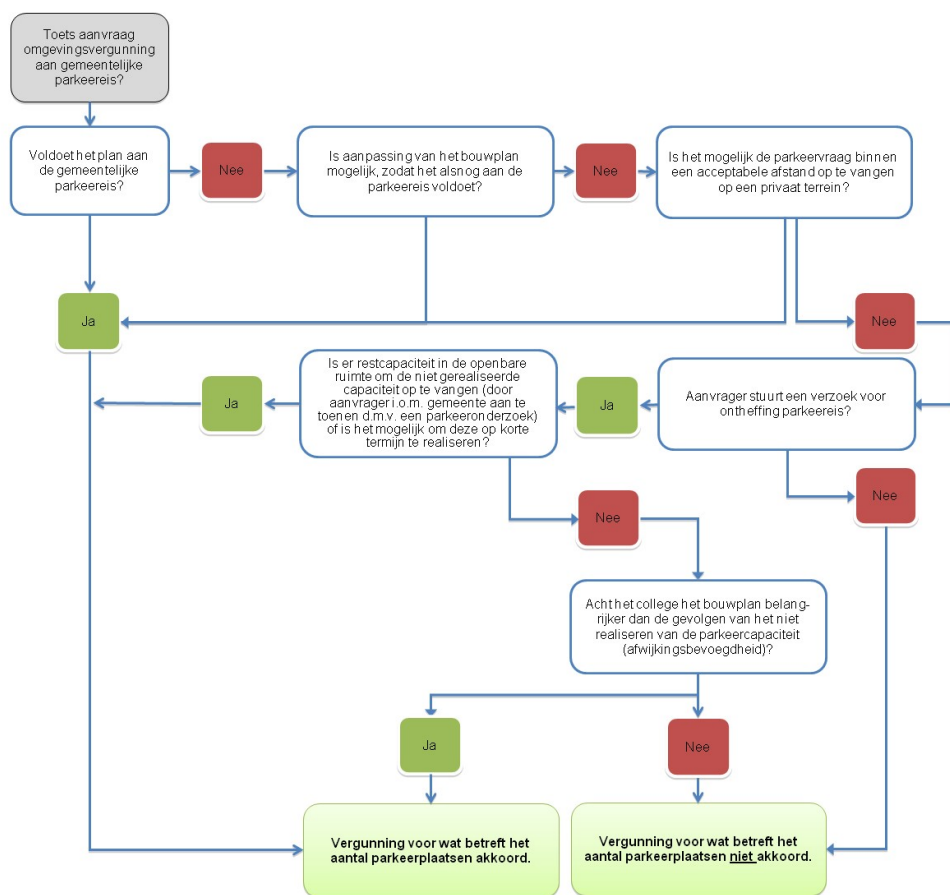 Toets aanvraag
omgevingsvergunning
aan gemeentelijke
parkeereis?
Voldoet het plan aan
de gemeentelijke
parkeereis?
Nee
Is aanpassing van het bouwplan
mogelijk, zodat het alsnog aan de
parkeereis voldoet?
Nee
Is het mogelijk de parkeervraag binnen
een acceptabele afstand op te vangen
op een privaat terrein?
Ja
Nee
Ja
Is er restcapaciteit in de openbare
ruimte om de niet gerealiseerde
capaciteit op te vangen (door
aanvrager i.o.m. gemeente aan te
tonen d.m.v. een parkeeronderzoek)
of is het mogelijk om deze op korte
termijn te realiseren?
Ja
Aanvrager stuurt een verzoek voor
ontheffing parkeereis?
Nee
Nee
Acht het college het bouwplan belang-
rijker dan de gevolgen van het niet
realiseren van de parkeercapaciteit
(afwijkingsbevoegdheid)?
Ja
Nee
Vergunning voor wat betreft het
aantal parkeerplaatsen akkoord.
Vergunning voor wat betreft het
aantal parkeerplaatsen niet akkoord.